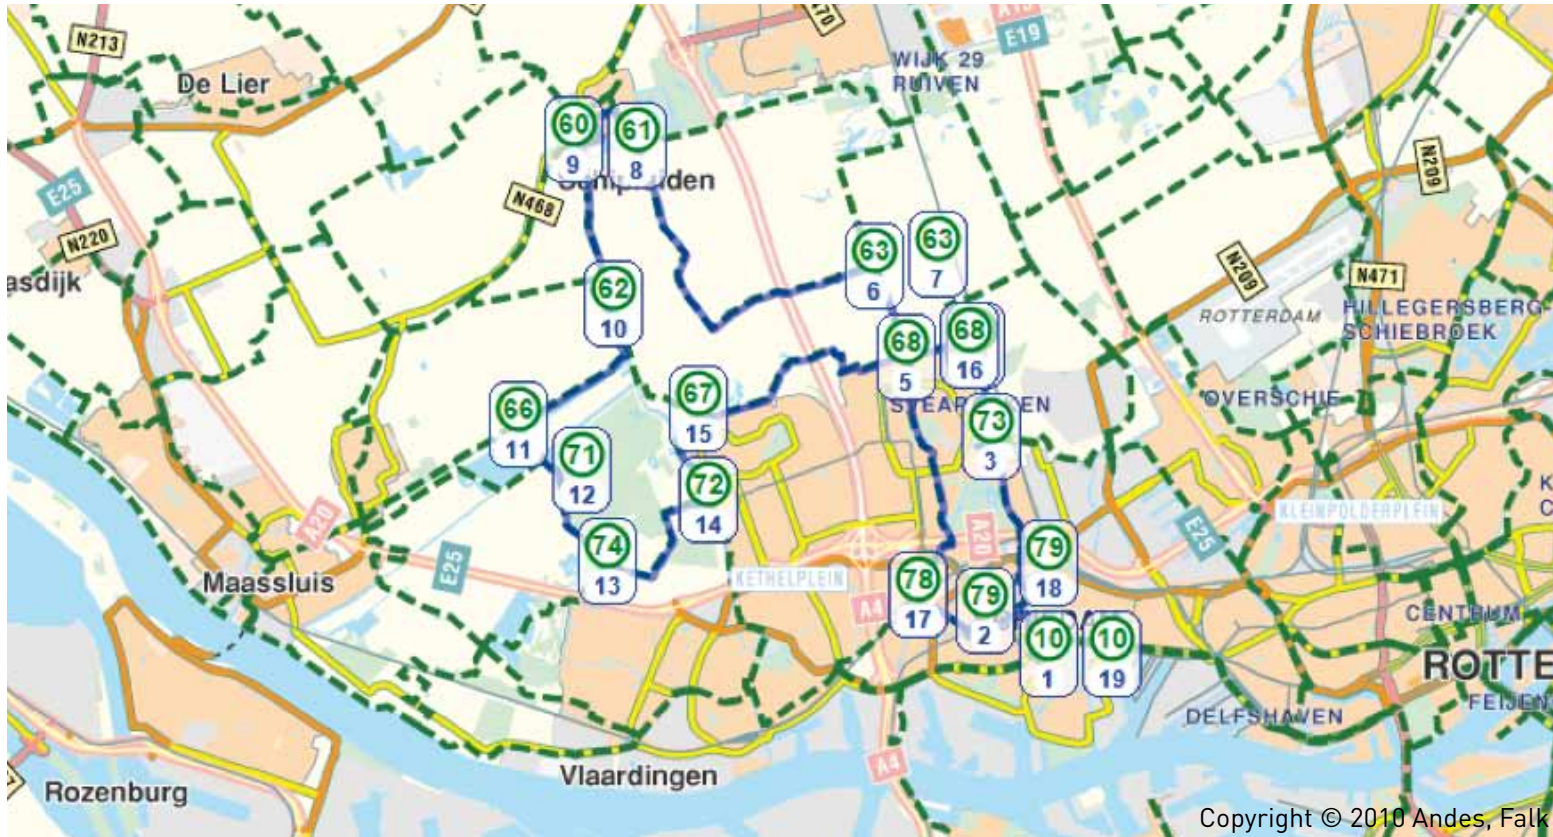 N213
De Lier
A13
E19
WIJK 29
RUIVEN
60
9
61
8
N468
E25
N220
N209
63
6
63
7
N209
N471
ROTTERDAM
HILLEGERSBERG-
SCHIEBROEK
62
10
68
5
68
16
67
15
66
11
73
3
OVERSCHIE
71
12
72
14
A20
E25
74
13
KETHELPLEIN
A20
E25
KLEINPOLDERPLEIN
79
18
78
17
79
2
A4
Maassluis
10
1
10
19
CENTRUM
ROTTE
FEIJEN
DELFSHAVEN
A4
Vlaardingen
Rozenburg
Copyright © 2010 Andes, Falk